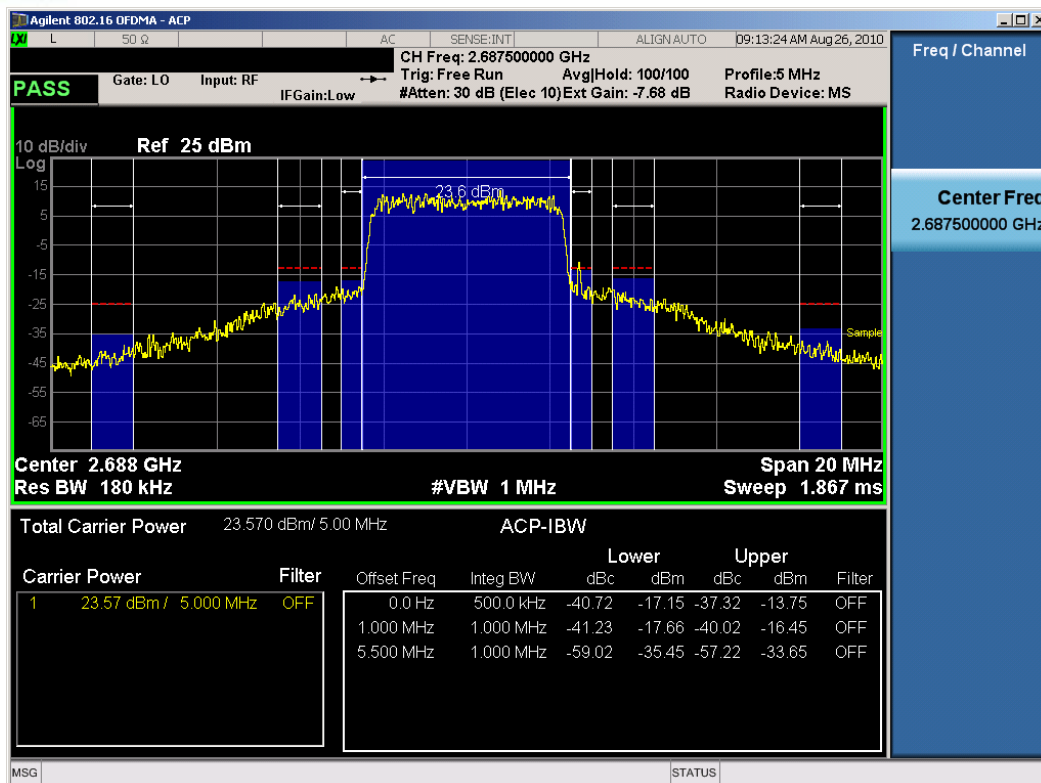 Agilent 802.16 OFDMA - ACP
LXI L 50 Ω AC SENSE:INT ALIGN AUTO 09:13:24 AM Aug 26, 2010
CH Freq: 2.687500000 GHz
PASS Gate: LO Input: RF Trig: Free Run Avg|Hold: 100/100 Profile:5 MHz
IFGain:Low #Atten: 30 dB (Elec 10) Ext Gain: -7.68 dB Radio Device: MS
Freq / Channel
Center Freq
2.687500000 GHz
10 dB/div Ref 25 dBm
Log
15
23.6 dBm
5
-5
-15
-25
-35
Sample
-45
-55
-65
Center 2.688 GHz Span 20 MHz
Res BW 180 kHz #VBW 1 MHz Sweep 1.867 ms
Total Carrier Power 23.570 dBm/ 5.00 MHz ACP-IBW
Lower Upper
Carrier Power Filter Offset Freq Integ BW dBc dBm dBc dBm Filter
1 23.57 dBm / 5.000 MHz OFF 0.0 Hz 500.0 kHz -40.72 -17.15 -37.32 -13.75 OFF
1.000 MHz 1.000 MHz -41.23 -17.66 -40.02 -16.45 OFF
5.500 MHz 1.000 MHz -59.02 -35.45 -57.22 -33.65 OFF
MSG STATUS